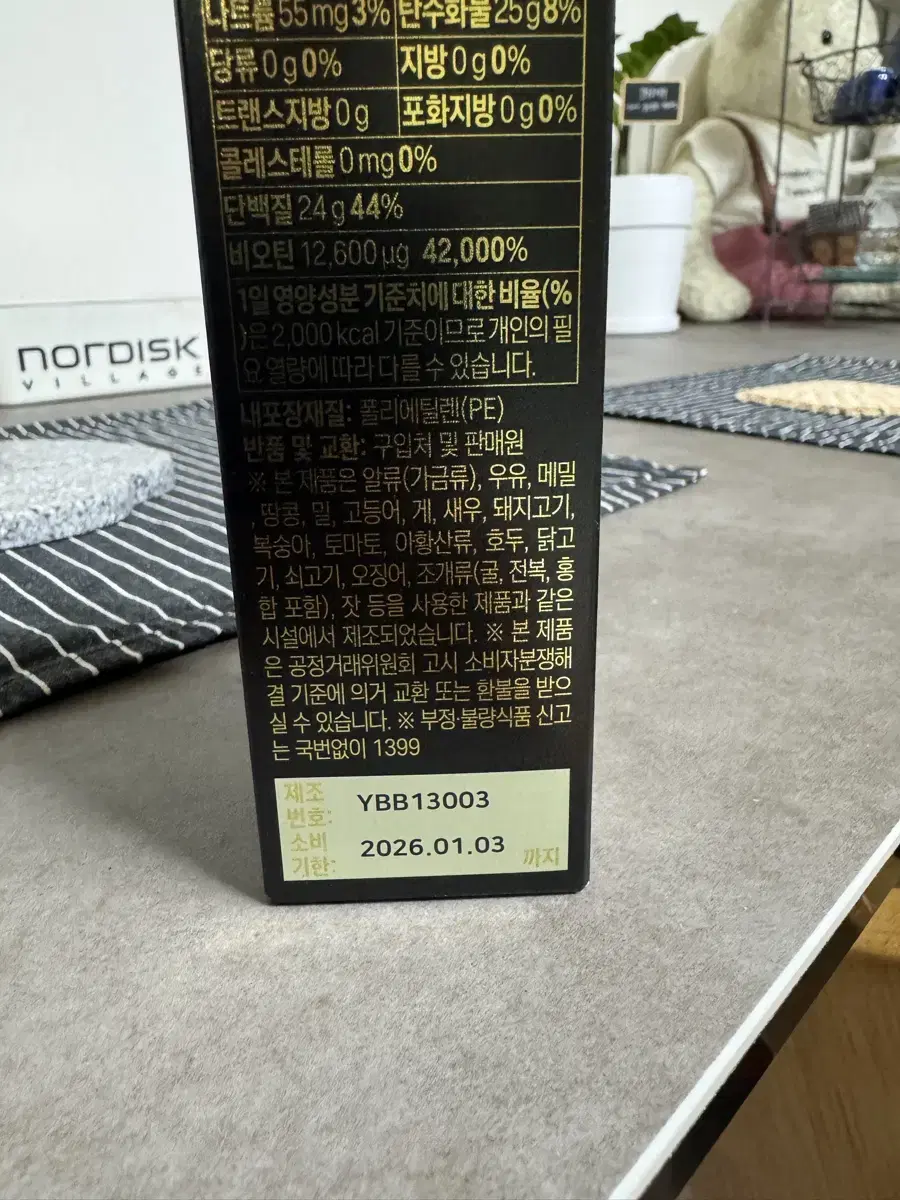 나트륨 55 mg 3% 탄수화물 25 g 8%
당류 0 g 0% 지방 0 g 0%
트랜스지방 0 g 포화지방 0 g 0%
콜레스테롤 0 mg 0%
단백질 24 g 44%
비오틴 12,600 μg 42,000%
1일 영양성분 기준치에 대한 비율(%
)은 2,000 kcal 기준이므로 개인의 필
요 열량에 따라 다를 수 있습니다.
내포장재질: 폴리에틸렌(PE)
반품 및 교환: 구입처 및 판매원
※ 본 제품은 알류(가금류), 우유, 메밀
, 땅콩, 밀, 고등어, 게, 새우, 돼지고기,
복숭아, 토마토, 아황산류, 호두, 닭고
기, 쇠고기, 오징어, 조개류(굴, 전복, 홍
합 포함), 잣 등을 사용한 제품과 같은
시설에서 제조되었습니다. ※ 본 제품
은 공정거래위원회 고시 소비자분쟁해
결 기준에 의거 교환 또는 환불을 받으
실 수 있습니다. ※ 부정·불량식품 신고
는 국번없이 1399
제조
번호: YBB13003
소비
기한: 2026.01.03 까지
nordisk
VILLAGE